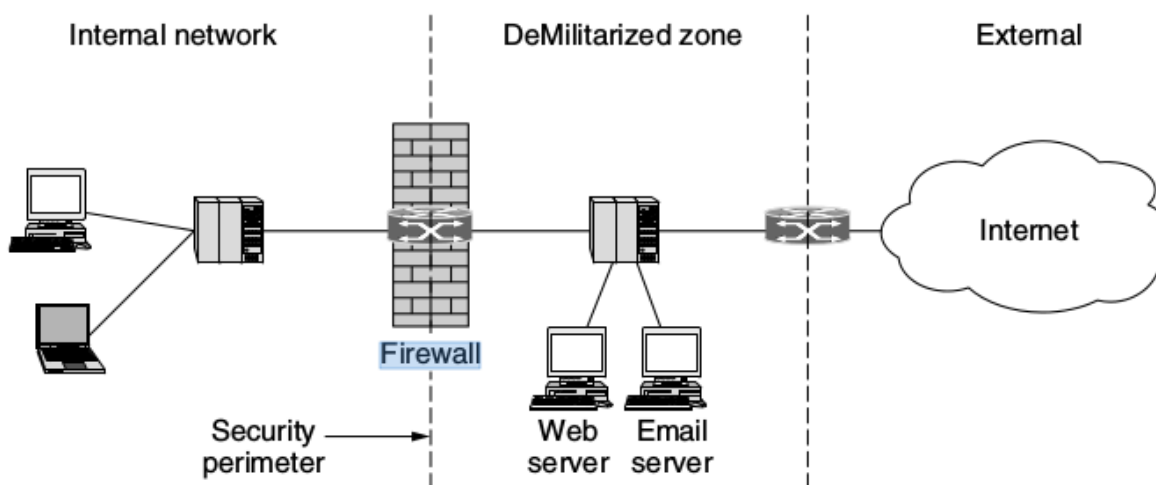 Internal network
DeMilitarized zone
External
Internet
Firewall
Security
perimeter
Web
server
Email
server